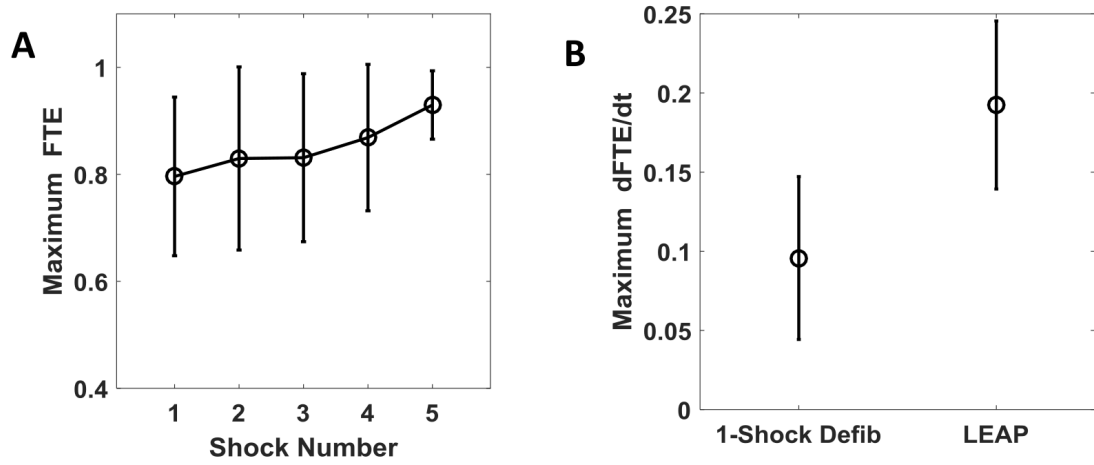 A
Maximum FTE
1
0.8
0.6
0.4
1 2 3 4 5
Shock Number
B
Maximum dFTE/dt
0.25
0.2
0.15
0.1
0.05
0
1-Shock Defib LEAP